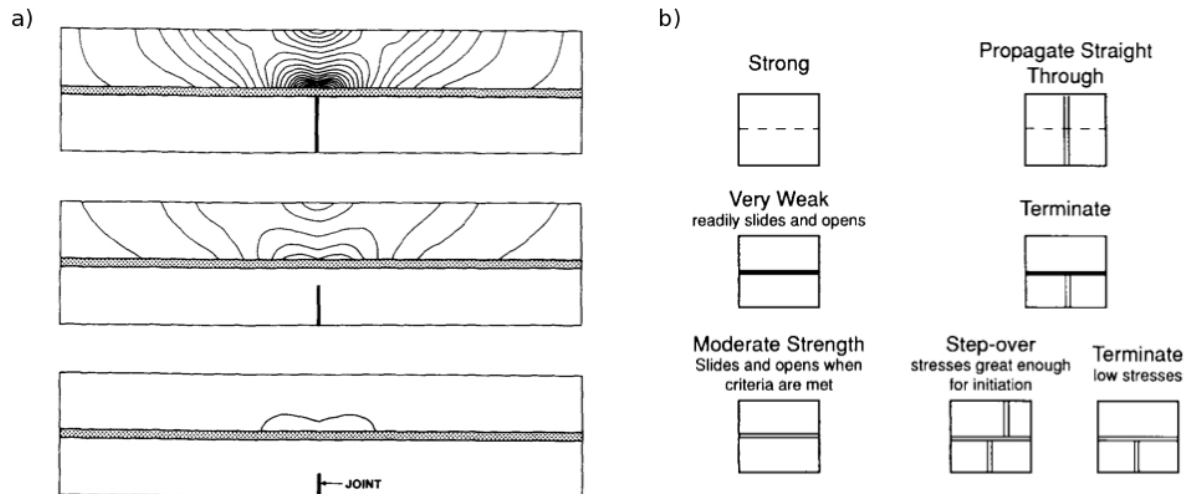 a)
JOINT
b)
Strong
Propagate Straight
Through
Very Weak
readily slides and opens
Terminate
Moderate Strength
Slides and opens when
criteria are met
Step-over
stresses great enough
for initiation
Terminate
low stresses